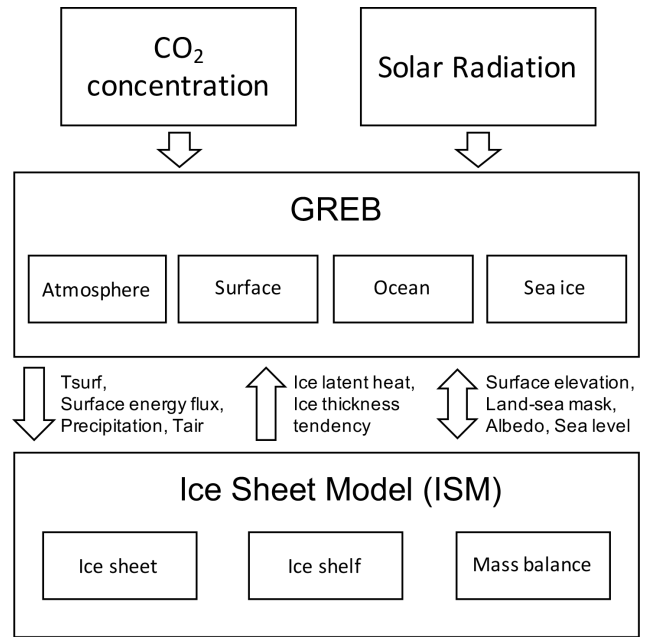 CO₂
concentration
Solar Radiation
GREB
Atmosphere
Surface
Ocean
Sea ice
Tsurf,
Surface energy flux,
Precipitation, Tair
Ice latent heat,
Ice thickness
tendency
Surface elevation,
Land-sea mask,
Albedo, Sea level
Ice Sheet Model (ISM)
Ice sheet
Ice shelf
Mass balance